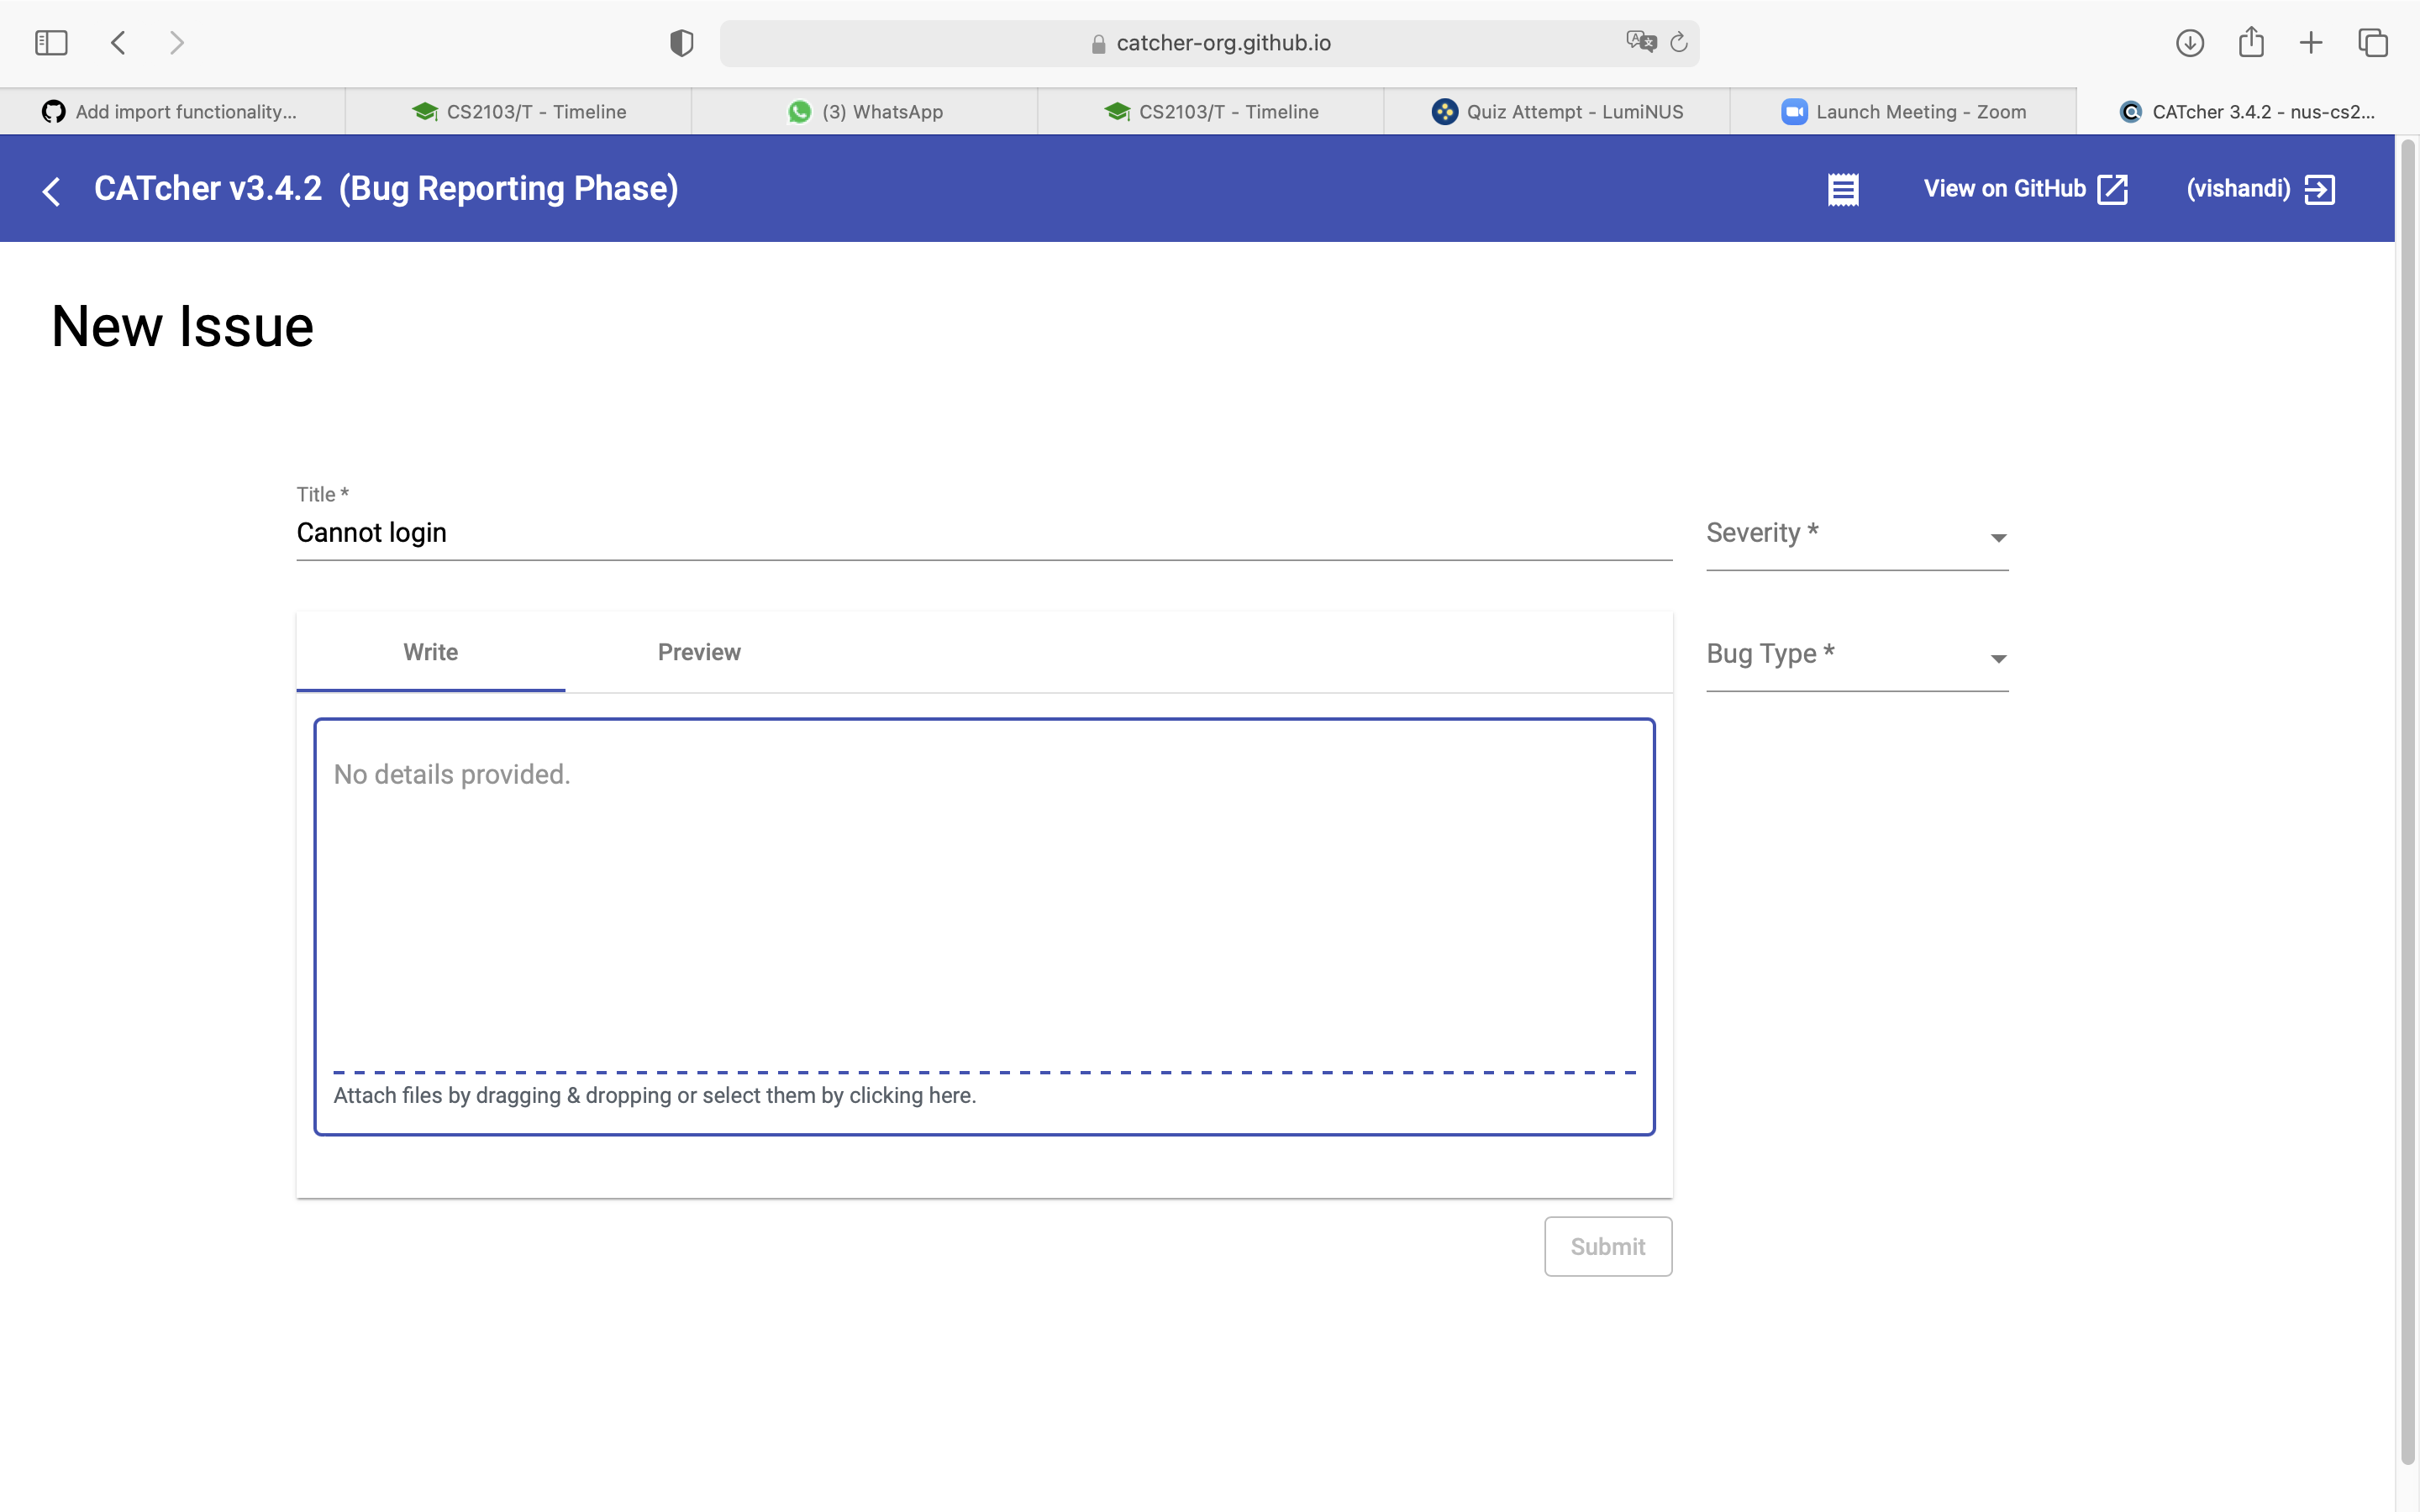 catcher-org.github.io
Add import functionality...
CS2103/T - Timeline
(3) WhatsApp
CS2103/T - Timeline
Quiz Attempt - LumiNUS
Launch Meeting - Zoom
CATcher 3.4.2 - nus-cs2...
CATcher v3.4.2 (Bug Reporting Phase)
View on GitHub
(vishandi)
New Issue
Title *
Cannot login
Severity *
Write
Preview
Bug Type *
No details provided.
Attach files by dragging & dropping or select them by clicking here.
Submit